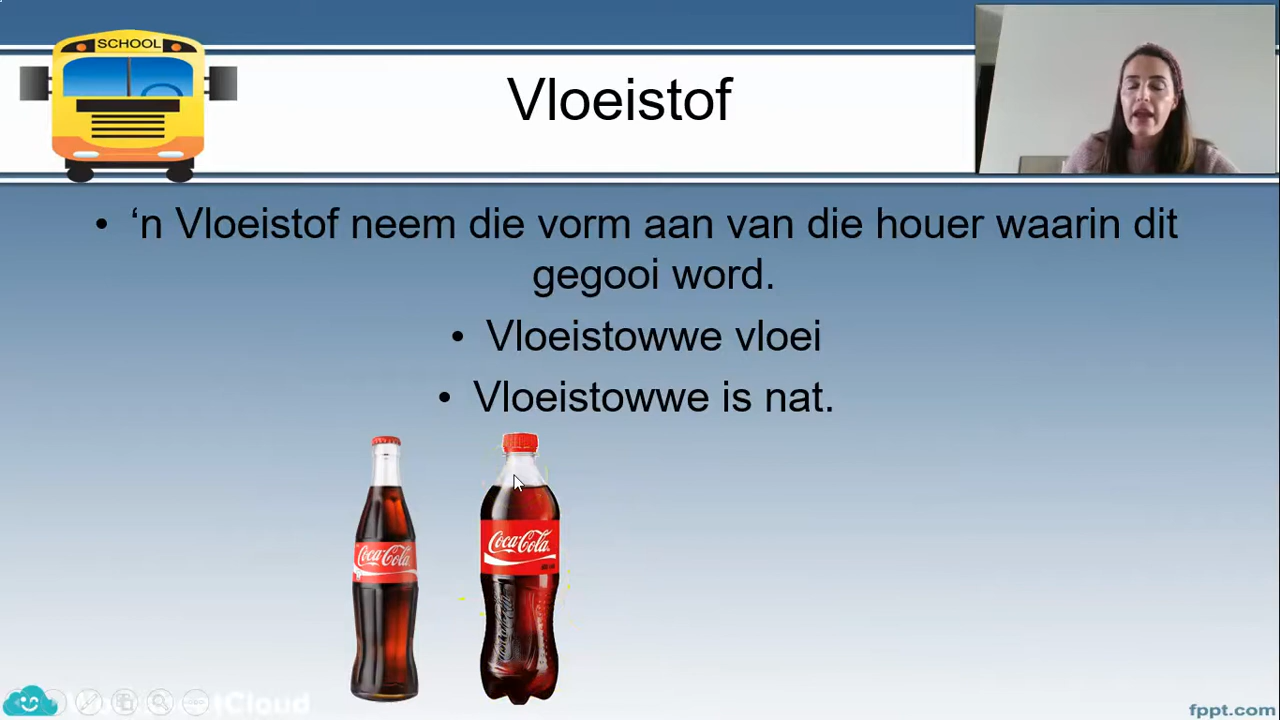 SCHOOL
Vloeistof
• ‘n Vloeistof neem die vorm aan van die houer waarin dit
gegooi word.
• Vloeistowwe vloei
• Vloeistowwe is nat.
Coca-Cola
Coca-Cola
Cloud
fppt.com